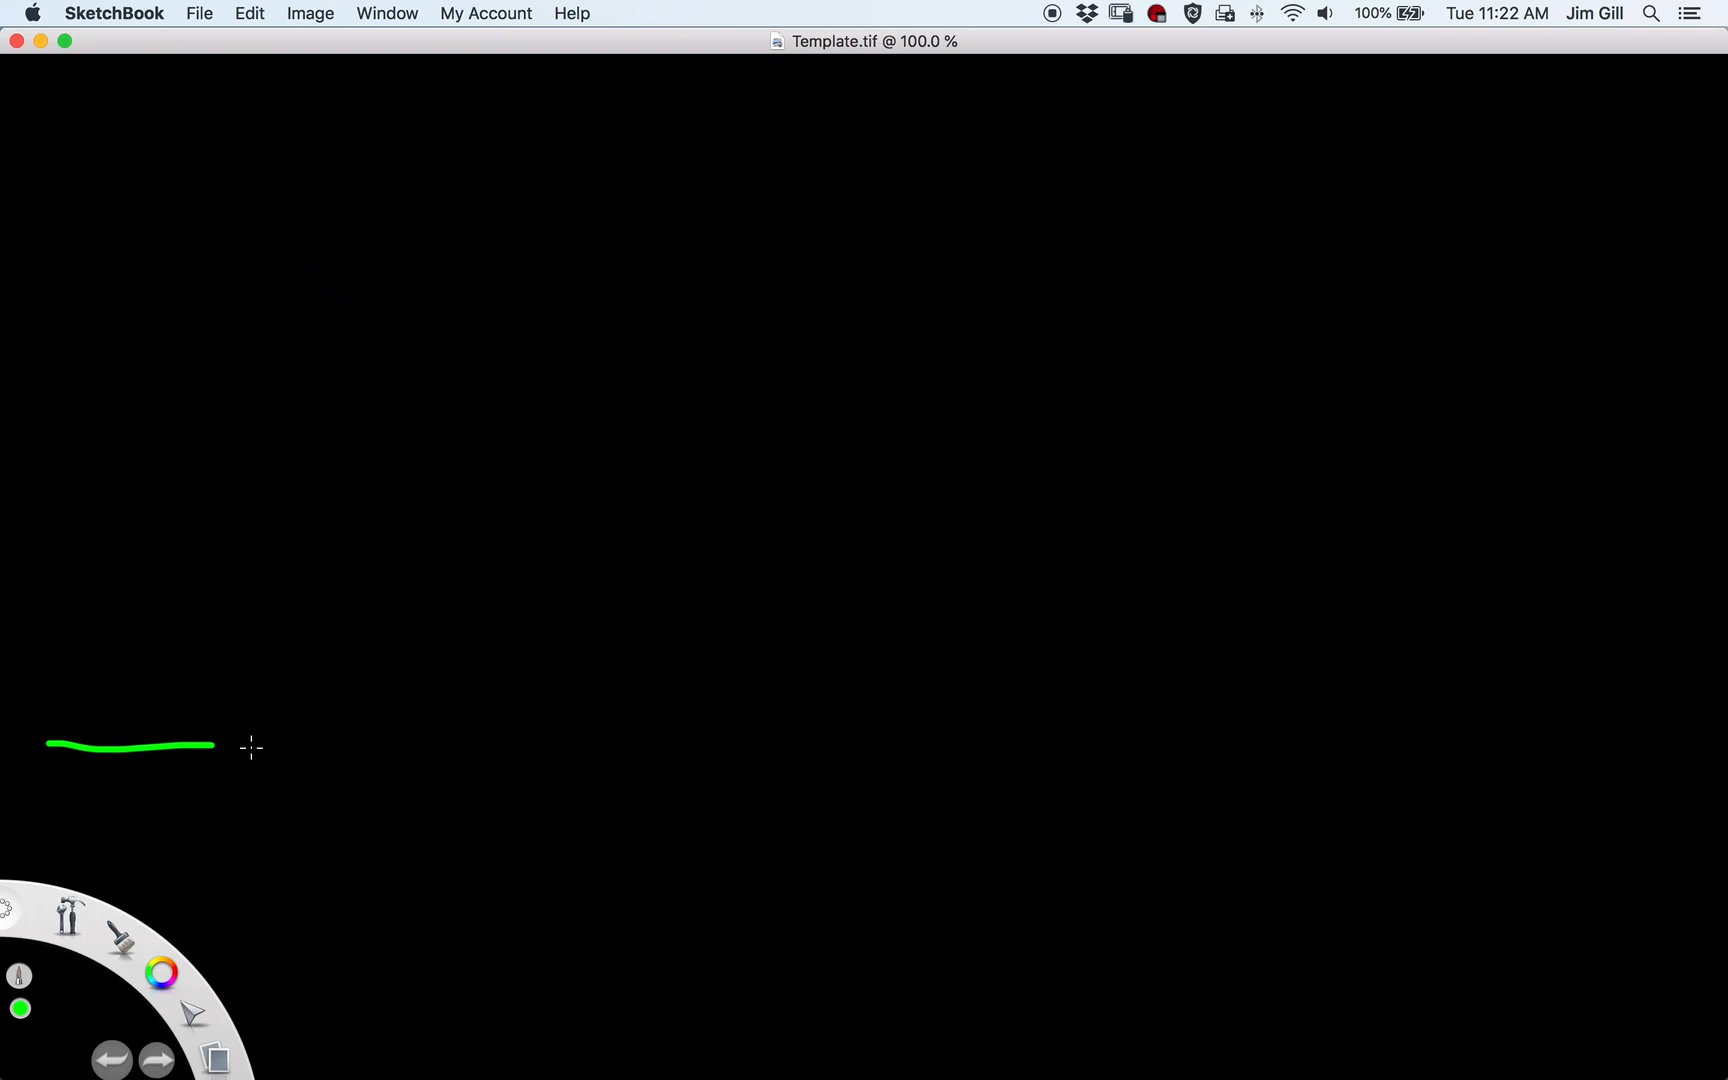 SketchBook File Edit Image Window My Account Help 100% Tue 11:22 AM Jim Gill
Template.tif @ 100.0 %